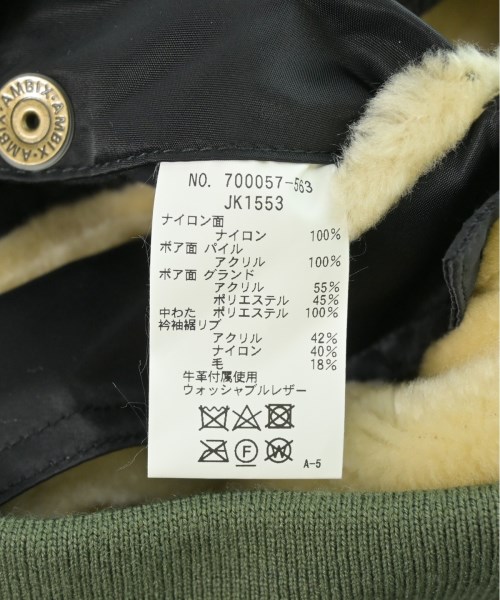 AMBIX・AMBIX・AMBIX
NO. 700057-563
JK1553
ナイロン面
ナイロン 100%
ボア面 パイル
アクリル 100%
ボア面 グランド
アクリル 55%
ポリエステル 45%
中わた ポリエステル 100%
衿袖裾リブ
アクリル 42%
ナイロン 40%
毛 18%
牛革付属使用
ウォッシャブルレザー
F W
A-5